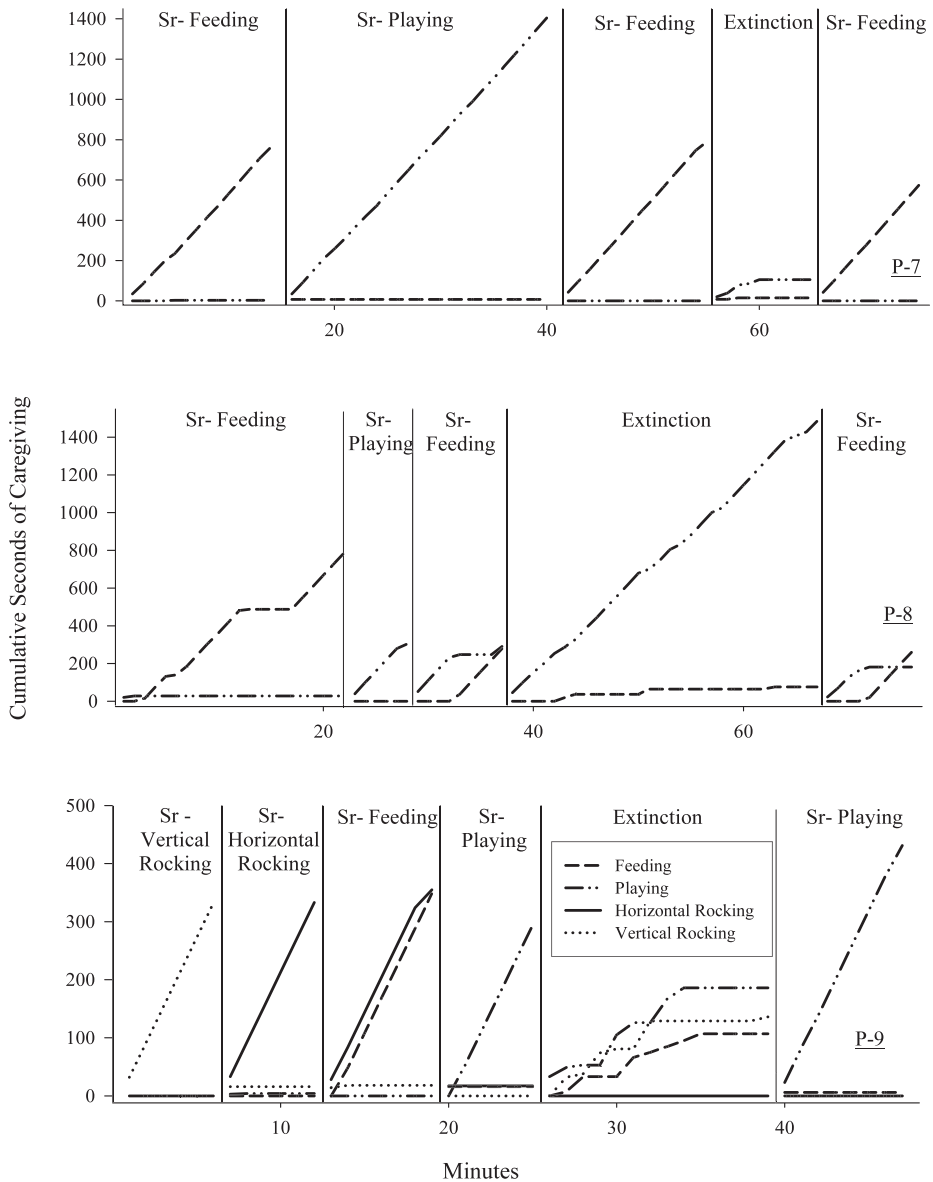 Sr- Feeding Sr- Playing Sr- Feeding Extinction Sr- Feeding
1400
1200
1000
800
600
400
200
0
P-7
20 40 60
Cumulative Seconds of Caregiving
Sr- Feeding Sr- Playing Sr- Feeding Extinction Sr- Feeding
1400
1200
1000
800
600
400
200
0
P-8
20 40 60
500
400
300
200
100
0
Sr - Vertical Rocking
Sr- Horizontal Rocking
Sr- Feeding
Sr- Playing
Extinction
Sr- Playing
Feeding
Playing
Horizontal Rocking
Vertical Rocking
P-9
10 20 30 40
Minutes